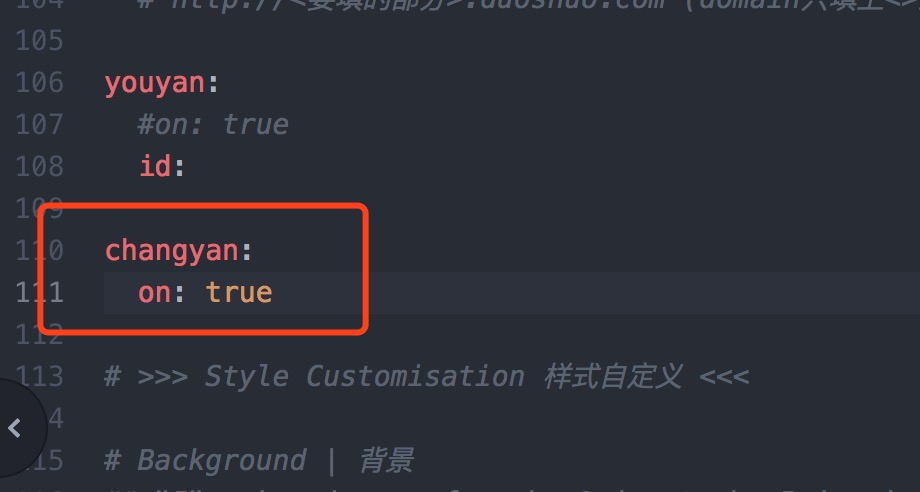 104 # http://<要填的部分>.duoshuo.com (domain只填上<>
105
106 youyan:
107 #on: true
108 id:
109
110 changyan:
111 on: true
112
113 # >>> Style Customisation 样式自定义 <<<
4
15 # Background | 背景